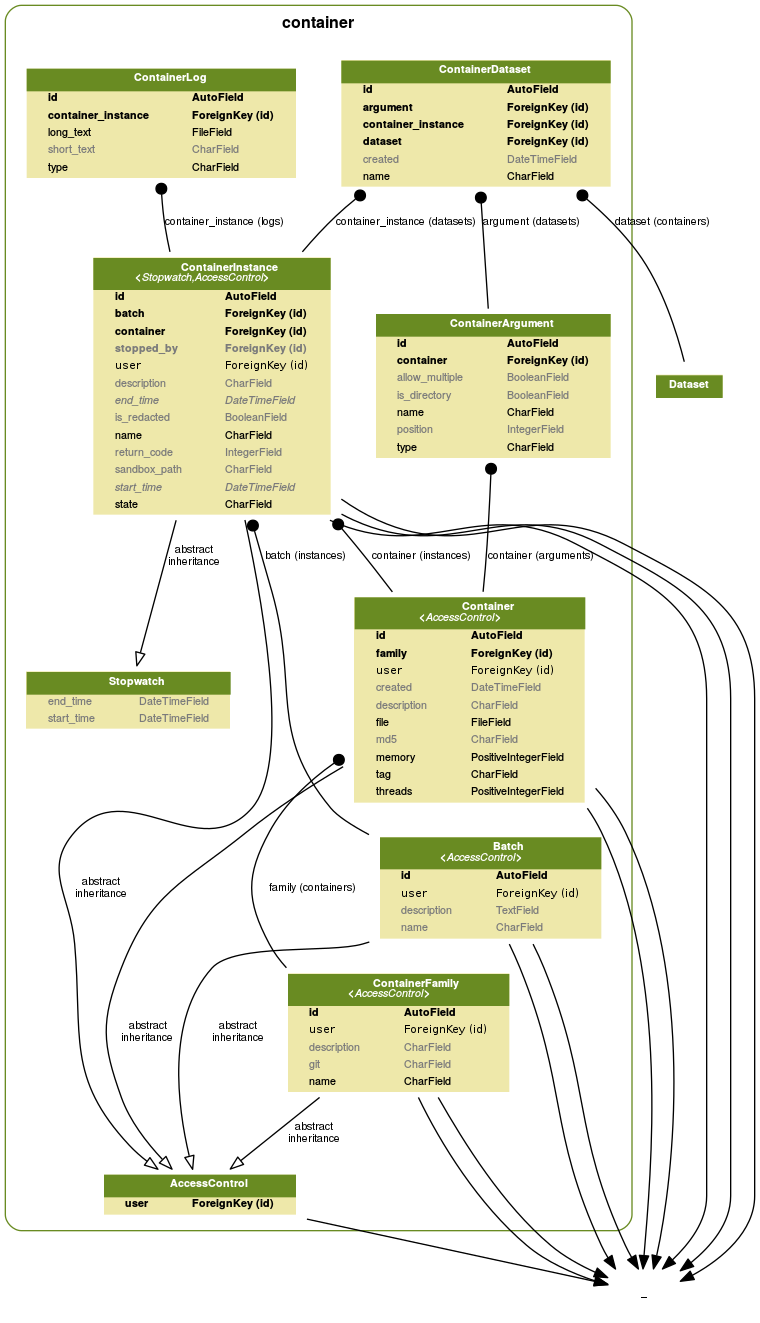 container
ContainerLog
id AutoField
container_instance ForeignKey (id)
long_text FileField
short_text CharField
type CharField
ContainerDataset
id AutoField
argument ForeignKey (id)
container_instance ForeignKey (id)
dataset ForeignKey (id)
created DateTimeField
name CharField
container_instance (logs)
container_instance (datasets)
argument (datasets)
dataset (containers)
ContainerInstance
<Stopwatch,AccessControl>
id AutoField
batch ForeignKey (id)
container ForeignKey (id)
stopped_by ForeignKey (id)
user ForeignKey (id)
description CharField
end_time DateTimeField
is_redacted BooleanField
name CharField
return_code IntegerField
sandbox_path CharField
start_time DateTimeField
state CharField
ContainerArgument
id AutoField
container ForeignKey (id)
allow_multiple BooleanField
is_directory BooleanField
name CharField
position IntegerField
type CharField
Dataset
abstract
inheritance
batch (instances)
container (instances)
container (arguments)
Container
<AccessControl>
id AutoField
family ForeignKey (id)
user ForeignKey (id)
created DateTimeField
description CharField
file FileField
md5 CharField
memory PositiveIntegerField
tag CharField
threads PositiveIntegerField
Stopwatch
end_time DateTimeField
start_time DateTimeField
Batch
<AccessControl>
id AutoField
user ForeignKey (id)
description TextField
name CharField
abstract
inheritance
family (containers)
ContainerFamily
<AccessControl>
id AutoField
user ForeignKey (id)
description CharField
git CharField
name CharField
abstract
inheritance
abstract
inheritance
abstract
inheritance
AccessControl
user ForeignKey (id)
_